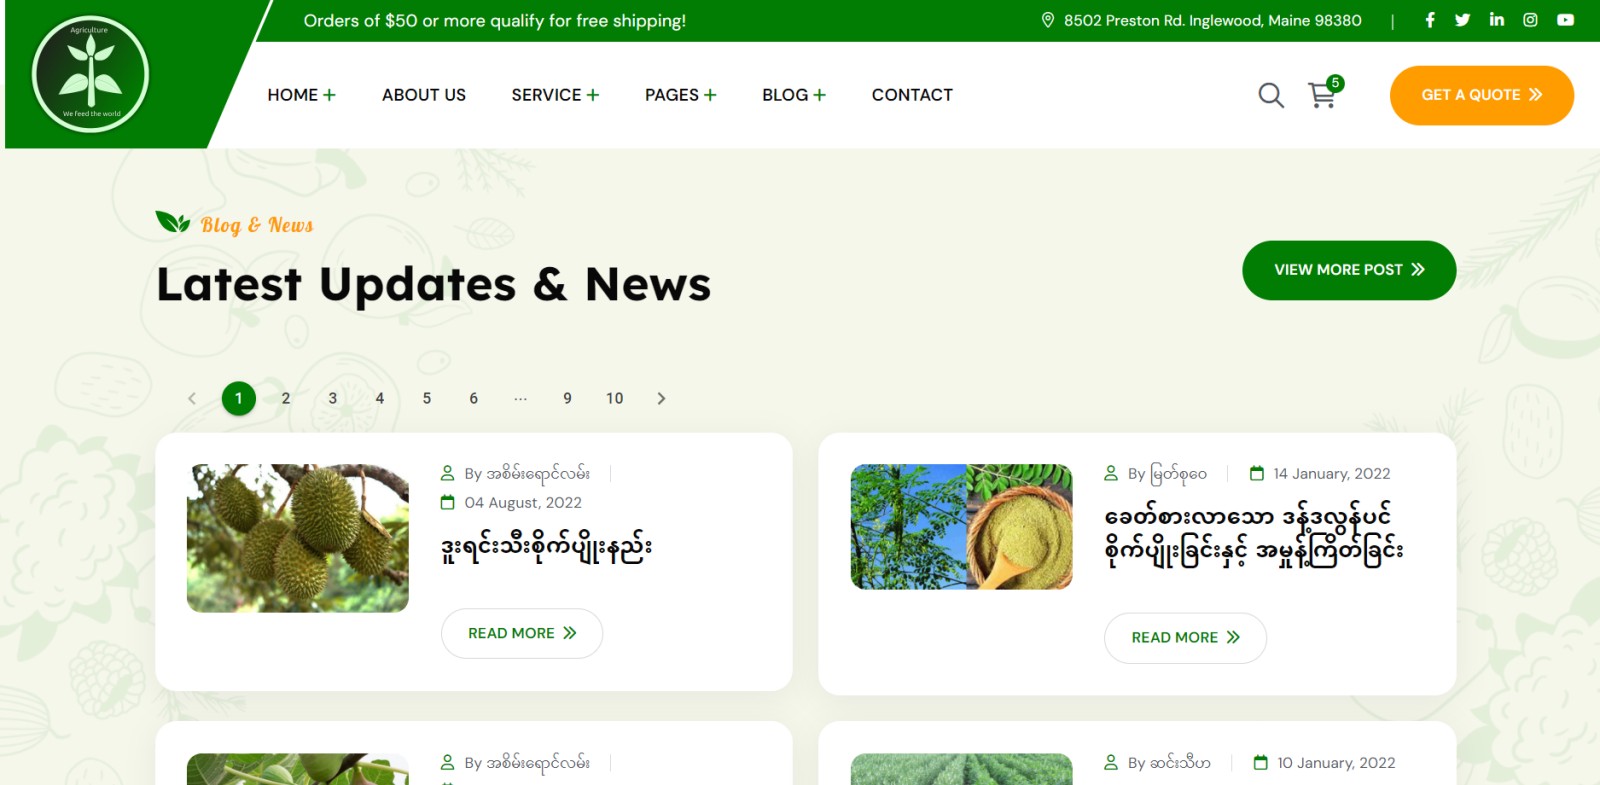 Agriculture
We Feed the world
Orders of $50 or more qualify for free shipping!
8502 Preston Rd. Inglewood, Maine 98380
HOME +
ABOUT US
SERVICE +
PAGES +
BLOG +
CONTACT
5
GET A QUOTE
Blog & News
Latest Updates & News
VIEW MORE POST
1 2 3 4 5 6 ... 9 10
By အစိမ်းရောင်လမ်း
04 August, 2022
ဒူးရင်းသီးစိုက်ပျိုးနည်း
READ MORE
By မြတ်စုဝေ
14 January, 2022
ခေတ်စားလာသော ဒန့်ဒလွန်ပင်
စိုက်ပျိုးခြင်းနှင့် အမှုန့်ကြိတ်ခြင်း
READ MORE
By အစိမ်းရောင်လမ်း
By ဆင်းသီဟ
10 January, 2022